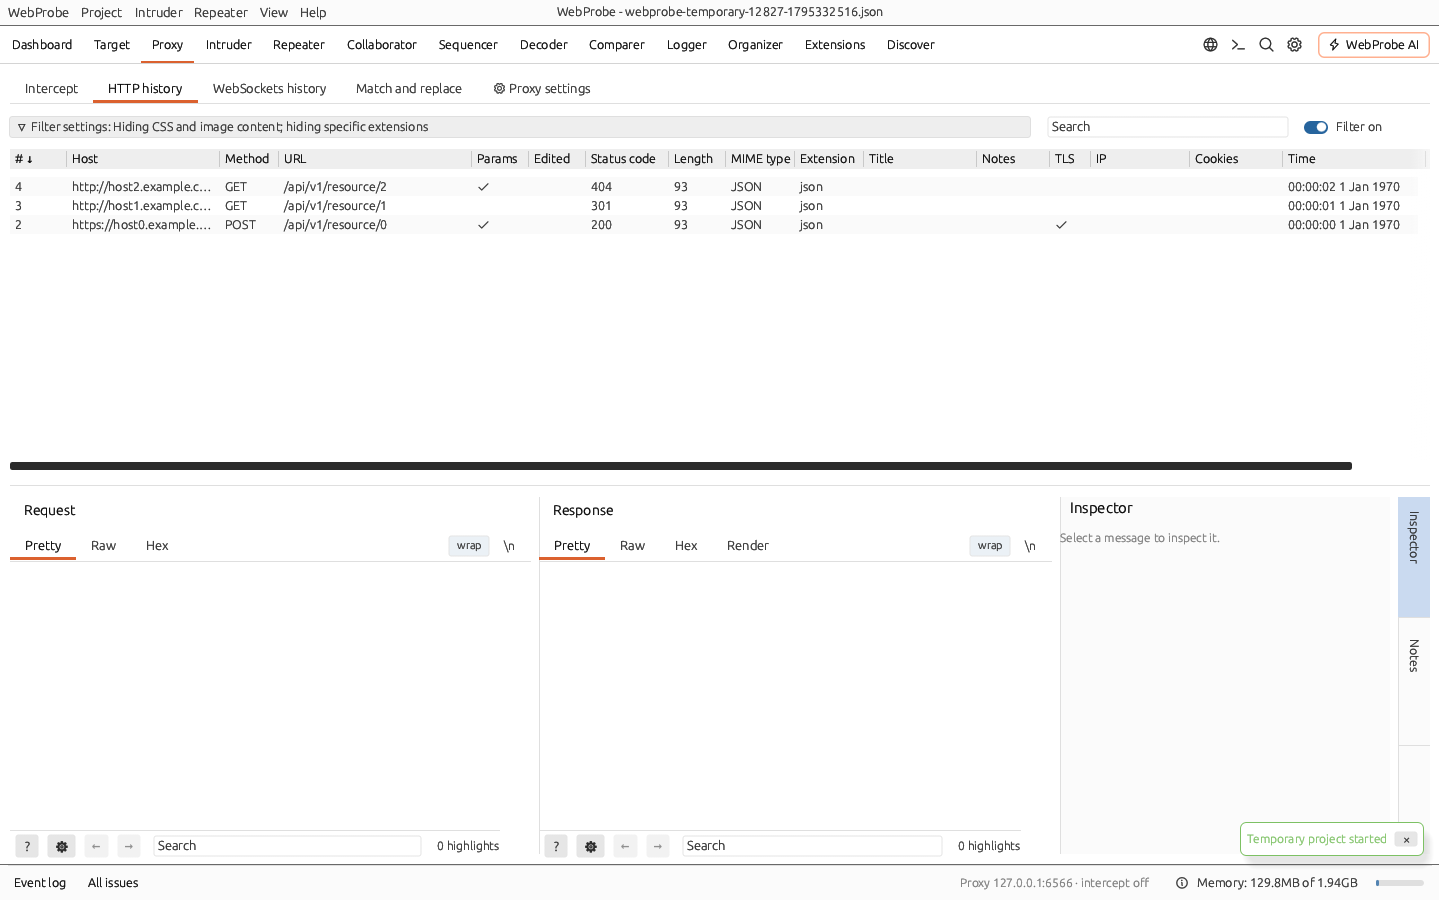 WebProbe Project Intruder Repeater View Help WebProbe - webprobe-temporary-12827-1795332516.json
Dashboard Target Proxy Intruder Repeater Collaborator Sequencer Decoder Comparer Logger Organizer Extensions Discover WebProbe AI
Intercept HTTP history WebSockets history Match and replace Proxy settings
Filter settings: Hiding CSS and image content; hiding specific extensions Search Filter on
# ↓ Host Method URL Params Edited Status code Length MIME type Extension Title Notes TLS IP Cookies Time
4 http://host2.example.c... GET /api/v1/resource/2 ✓ 404 93 JSON json 00:00:02 1 Jan 1970
3 http://host1.example.c... GET /api/v1/resource/1 301 93 JSON json 00:00:01 1 Jan 1970
2 https://host0.example.... POST /api/v1/resource/0 ✓ 200 93 JSON json ✓ 00:00:00 1 Jan 1970
Request
Pretty Raw Hex wrap \n
Response
Pretty Raw Hex Render wrap \n
Inspector
Select a message to inspect it.
Inspector
Notes
? ← → Search 0 highlights
? ← → Search 0 highlights
Temporary project started ×
Event log All issues Proxy 127.0.0.1:6566 · intercept off Memory: 129.8MB of 1.94GB